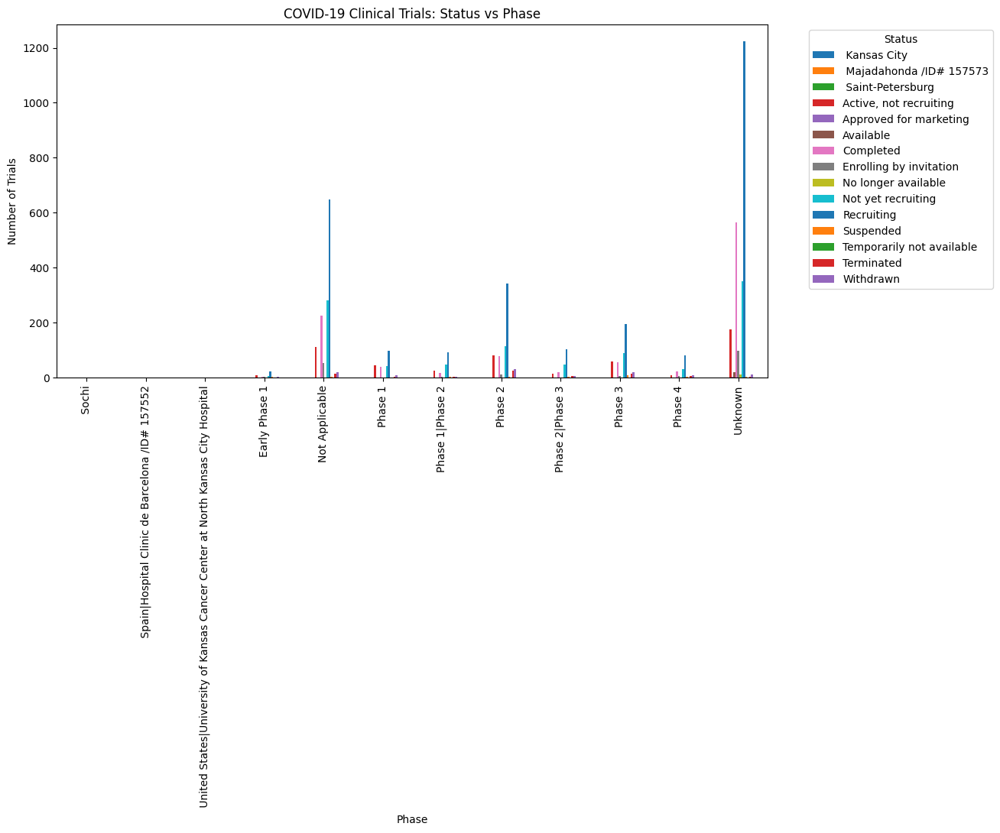 COVID-19 Clinical Trials: Status vs Phase
Number of Trials
1200
1000
800
600
400
200
0
Sochi
Spain|Hospital Clinic de Barcelona /ID# 157552
United States|University of Kansas Cancer Center at North Kansas City Hospital
Early Phase 1
Not Applicable
Phase 1
Phase 1|Phase 2
Phase 2
Phase 2|Phase 3
Phase 3
Phase 4
Unknown
Phase
Status
Kansas City
Majadahonda /ID# 157573
Saint-Petersburg
Active, not recruiting
Approved for marketing
Available
Completed
Enrolling by invitation
No longer available
Not yet recruiting
Recruiting
Suspended
Temporarily not available
Terminated
Withdrawn